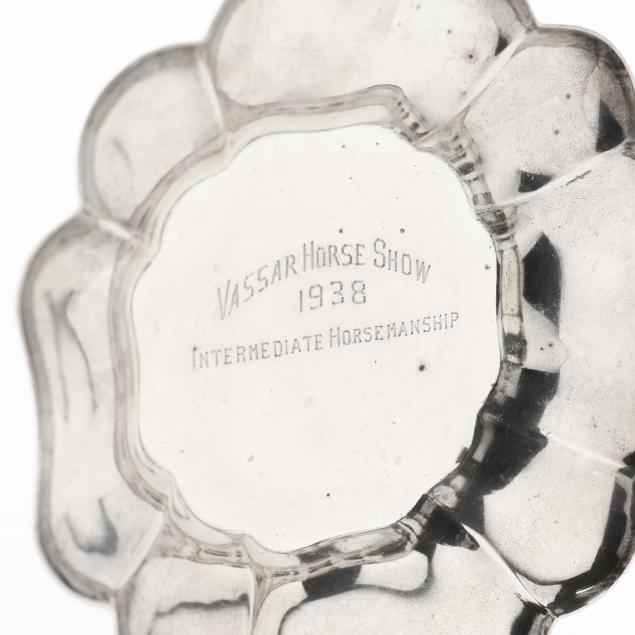 VASSAR HORSE SHOW
1938
INTERMEDIATE HORSEMANSHIP